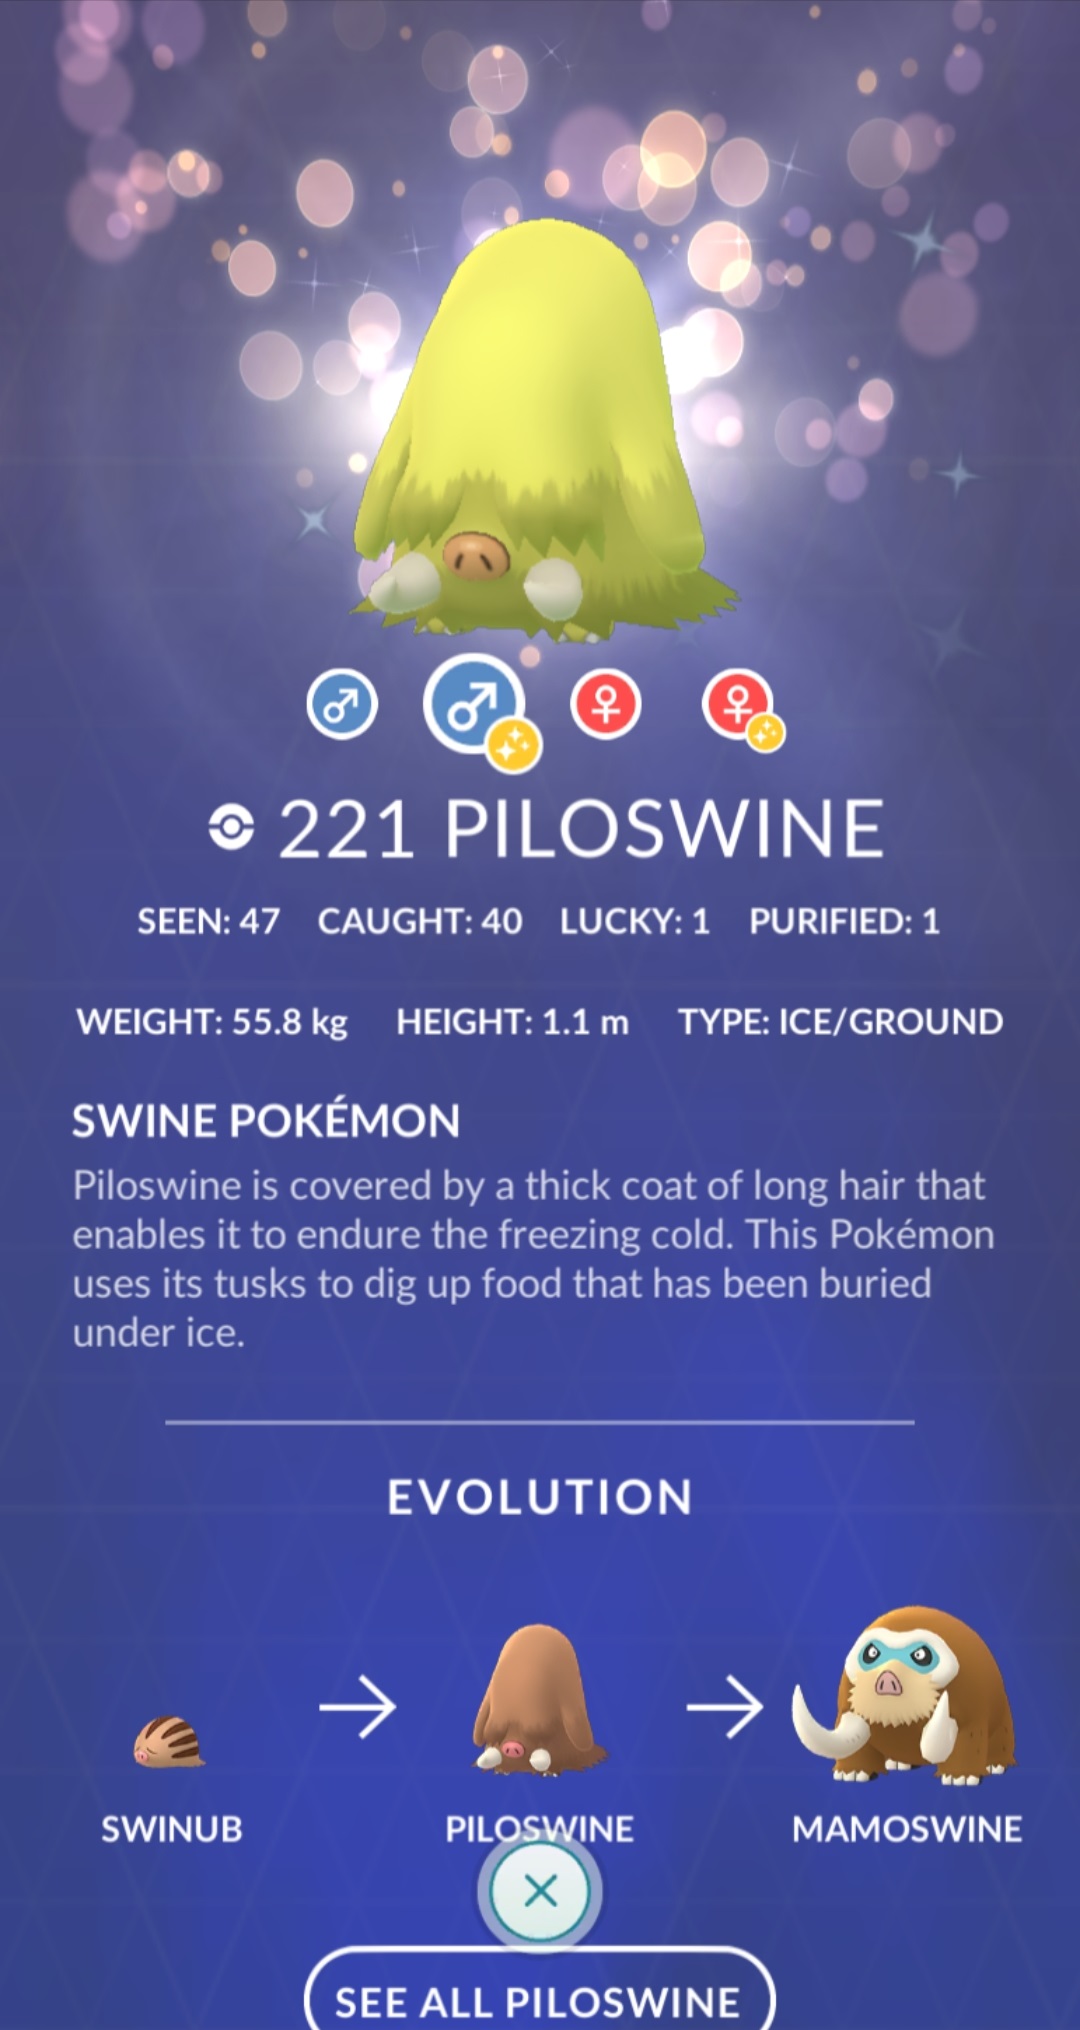 221 PILOSWINE
SEEN: 47 CAUGHT: 40 LUCKY: 1 PURIFIED: 1
WEIGHT: 55.8 kg HEIGHT: 1.1 m TYPE: ICE/GROUND
SWINE POKÉMON
Piloswine is covered by a thick coat of long hair that
enables it to endure the freezing cold. This Pokémon
uses its tusks to dig up food that has been buried
under ice.
EVOLUTION
SWINUB PILOSWINE MAMOSWINE
SEE ALL PILOSWINE